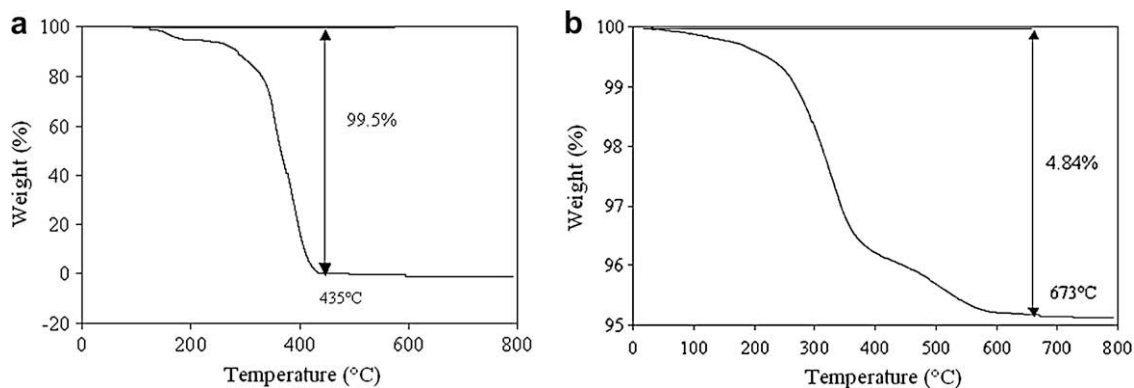 a
100
80
60
40
20
0
-20
Weight (%)
99.5%
435°C
0 200 400 600 800
Temperature (°C)
b
100
99
98
97
96
95
Weight (%)
4.84%
673°C
0 100 200 300 400 500 600 700 800
Temperature (°C)